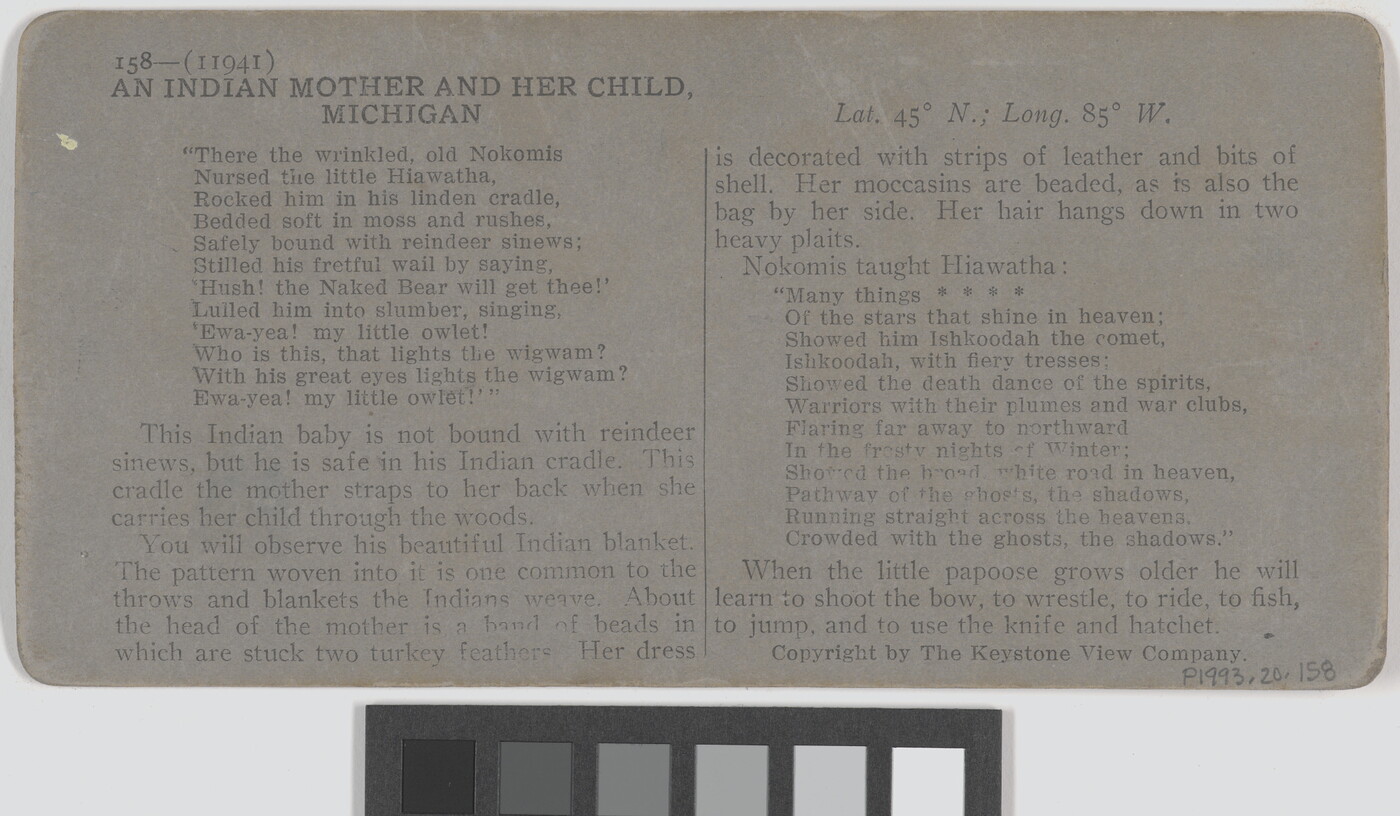 158—(11941)
AN INDIAN MOTHER AND HER CHILD,
MICHIGAN
"There the wrinkled, old Nokomis
Nursed the little Hiawatha,
Rocked him in his linden cradle,
Bedded soft in moss and rushes,
Safely bound with reindeer sinews;
Stilled his fretful wail by saying,
'Hush! the Naked Bear will get thee!'
Lulled him into slumber, singing,
'Ewa-yea! my little owlet!
Who is this, that lights the wigwam?
With his great eyes lights the wigwam?
Ewa-yea! my little owlet!' "
This Indian baby is not bound with reindeer
sinews, but he is safe in his Indian cradle. This
cradle the mother straps to her back when she
carries her child through the woods.
You will observe his beautiful Indian blanket.
The pattern woven into it is one common to the
throws and blankets the Indians weave. About
the head of the mother is a band of beads in
which are stuck two turkey feathers. Her dress
Lat. 45° N.; Long. 85° W.
is decorated with strips of leather and bits of
shell. Her moccasins are beaded, as is also the
bag by her side. Her hair hangs down in two
heavy plaits.
Nokomis taught Hiawatha:
"Many things * * * *
Of the stars that shine in heaven;
Showed him Ishkoodah the comet,
Ishkoodah, with fiery tresses;
Showed the death dance of the spirits,
Warriors with their plumes and war clubs,
Flaring far away to northward
In the frosty nights of Winter;
Showed the broad white road in heaven,
Pathway of the ghosts, the shadows,
Running straight across the heavens,
Crowded with the ghosts, the shadows."
When the little papoose grows older he will
learn to shoot the bow, to wrestle, to ride, to fish,
to jump, and to use the knife and hatchet.
Copyright by The Keystone View Company.
P1993.20.158